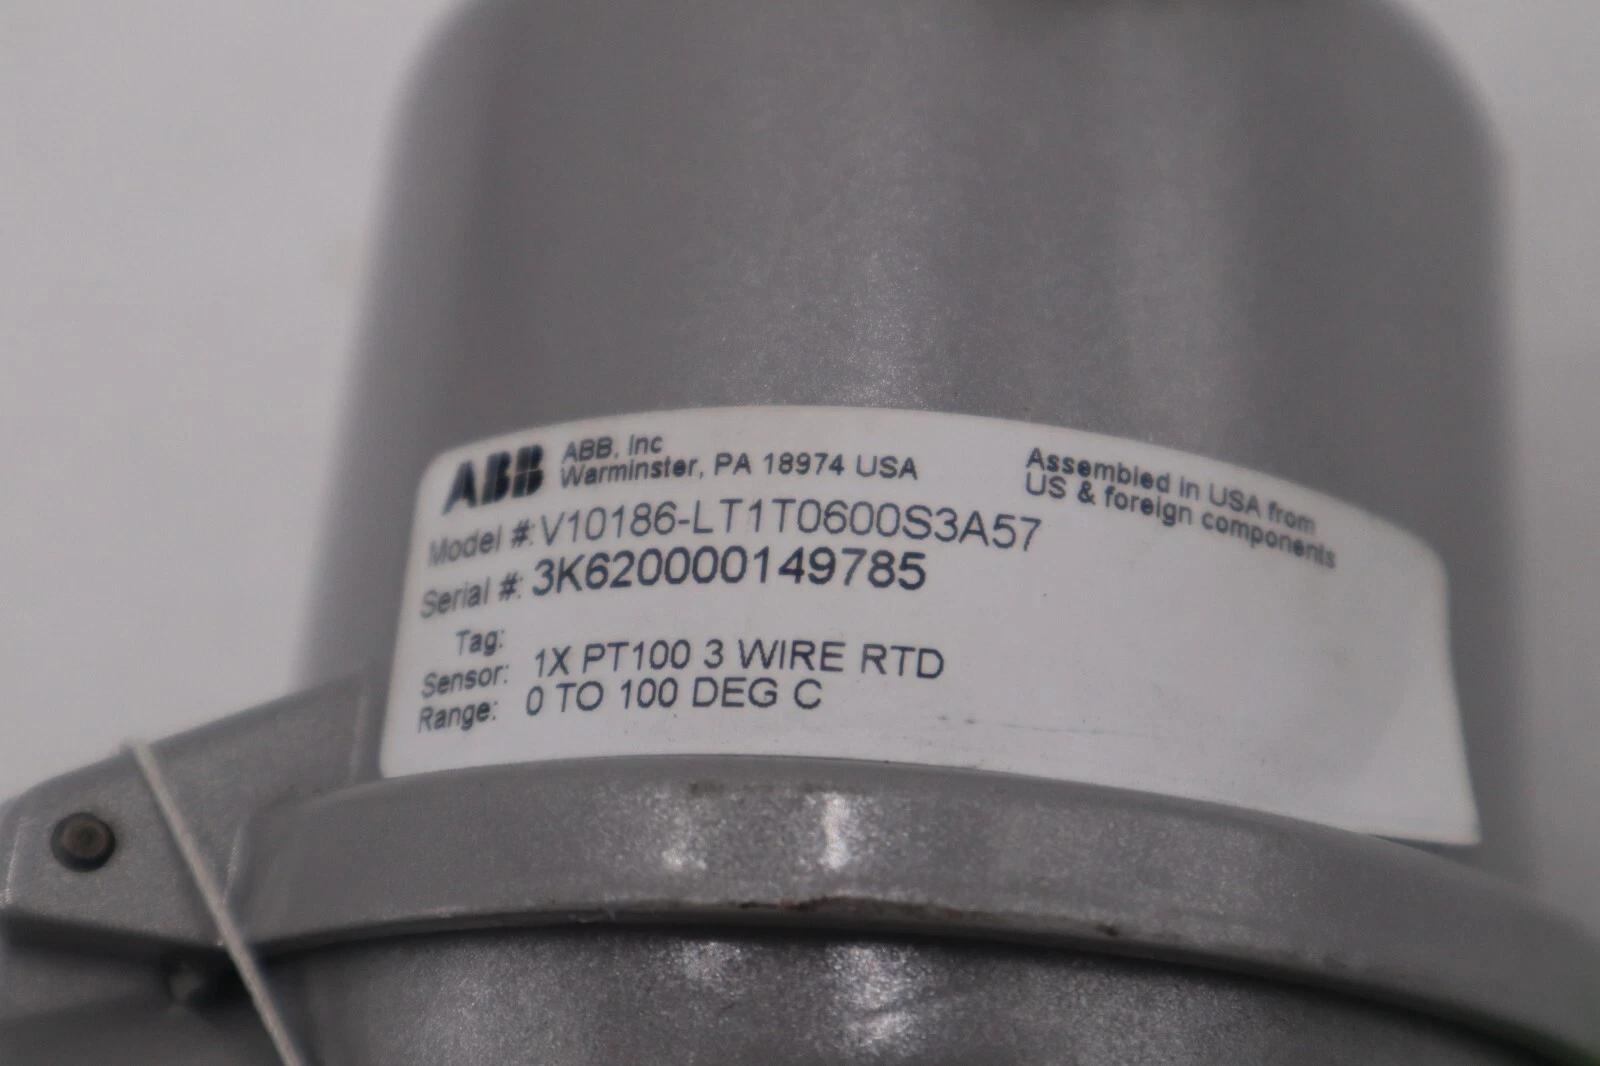 ABB
ABB, Inc
Warminster, PA 18974 USA
Assembled in USA from
US & foreign components
Model #: V10186-LT1T0600S3A57
Serial #: 3K620000149785
Tag:
Sensor: 1X PT100 3 WIRE RTD
Range: 0 TO 100 DEG C